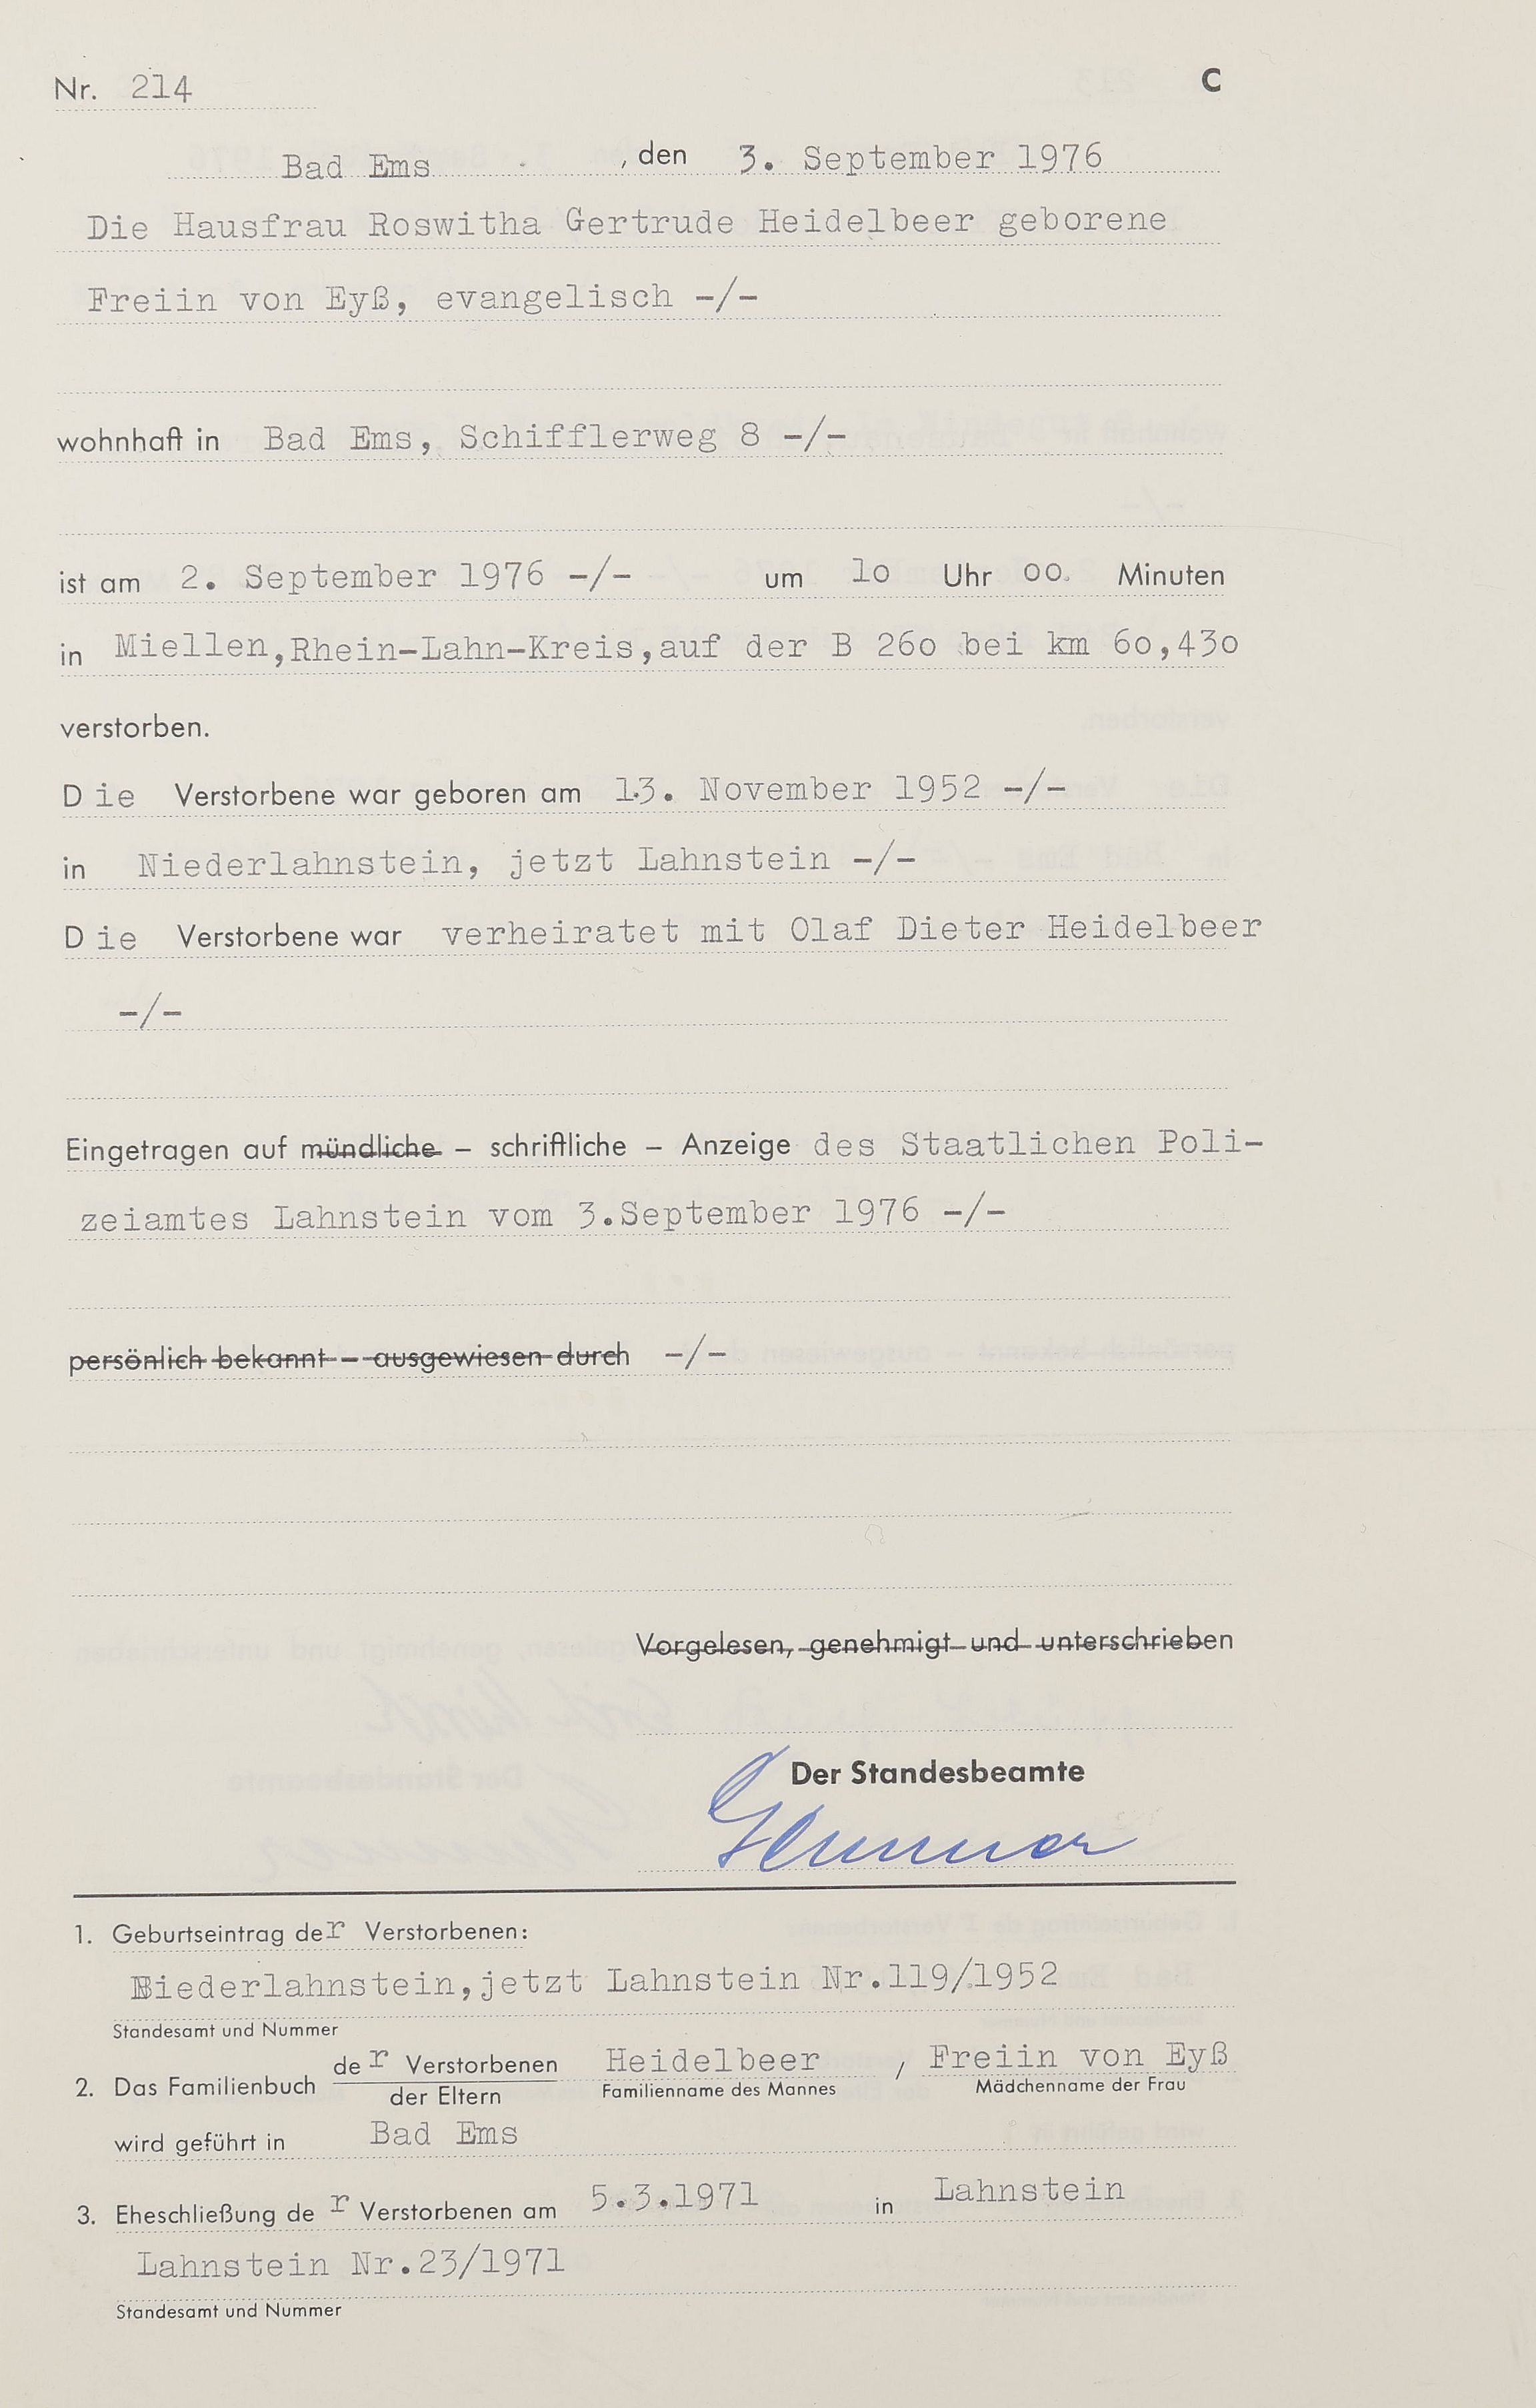 Nr. 214 C
Bad Ems , den 3. September 1976
Die Hausfrau Roswitha Gertrude Heidelbeer geborene
Freiin von Eyß, evangelisch -/-
wohnhaft in Bad Ems, Schifflerweg 8 -/-
ist am 2. September 1976 -/- um 1o Uhr oo Minuten
in Miellen,Rhein-Lahn-Kreis,auf der B 26o bei km 6o,43o
verstorben.
Die Verstorbene war geboren am 13. November 1952 -/-
in Niederlahnstein, jetzt Lahnstein -/-
Die Verstorbene war verheiratet mit Olaf Dieter Heidelbeer
-/-
Eingetragen auf mündliche – schriftliche – Anzeige des Staatlichen Poli-
zeiamtes Lahnstein vom 3.September 1976 -/-
persönlich bekannt – ausgewiesen durch -/-
Vorgelesen, genehmigt und unterschrieben
Der Standesbeamte
1. Geburtseintrag der Verstorbenen:
Niederlahnstein,jetzt Lahnstein Nr.119/1952
Standesamt und Nummer
der Verstorbenen Heidelbeer , Freiin von Eyß
2. Das Familienbuch der Eltern Familienname des Mannes Mädchenname der Frau
wird geführt in Bad Ems
3. Eheschließung der Verstorbenen am 5.3.1971 in Lahnstein
Lahnstein Nr.23/1971
Standesamt und Nummer